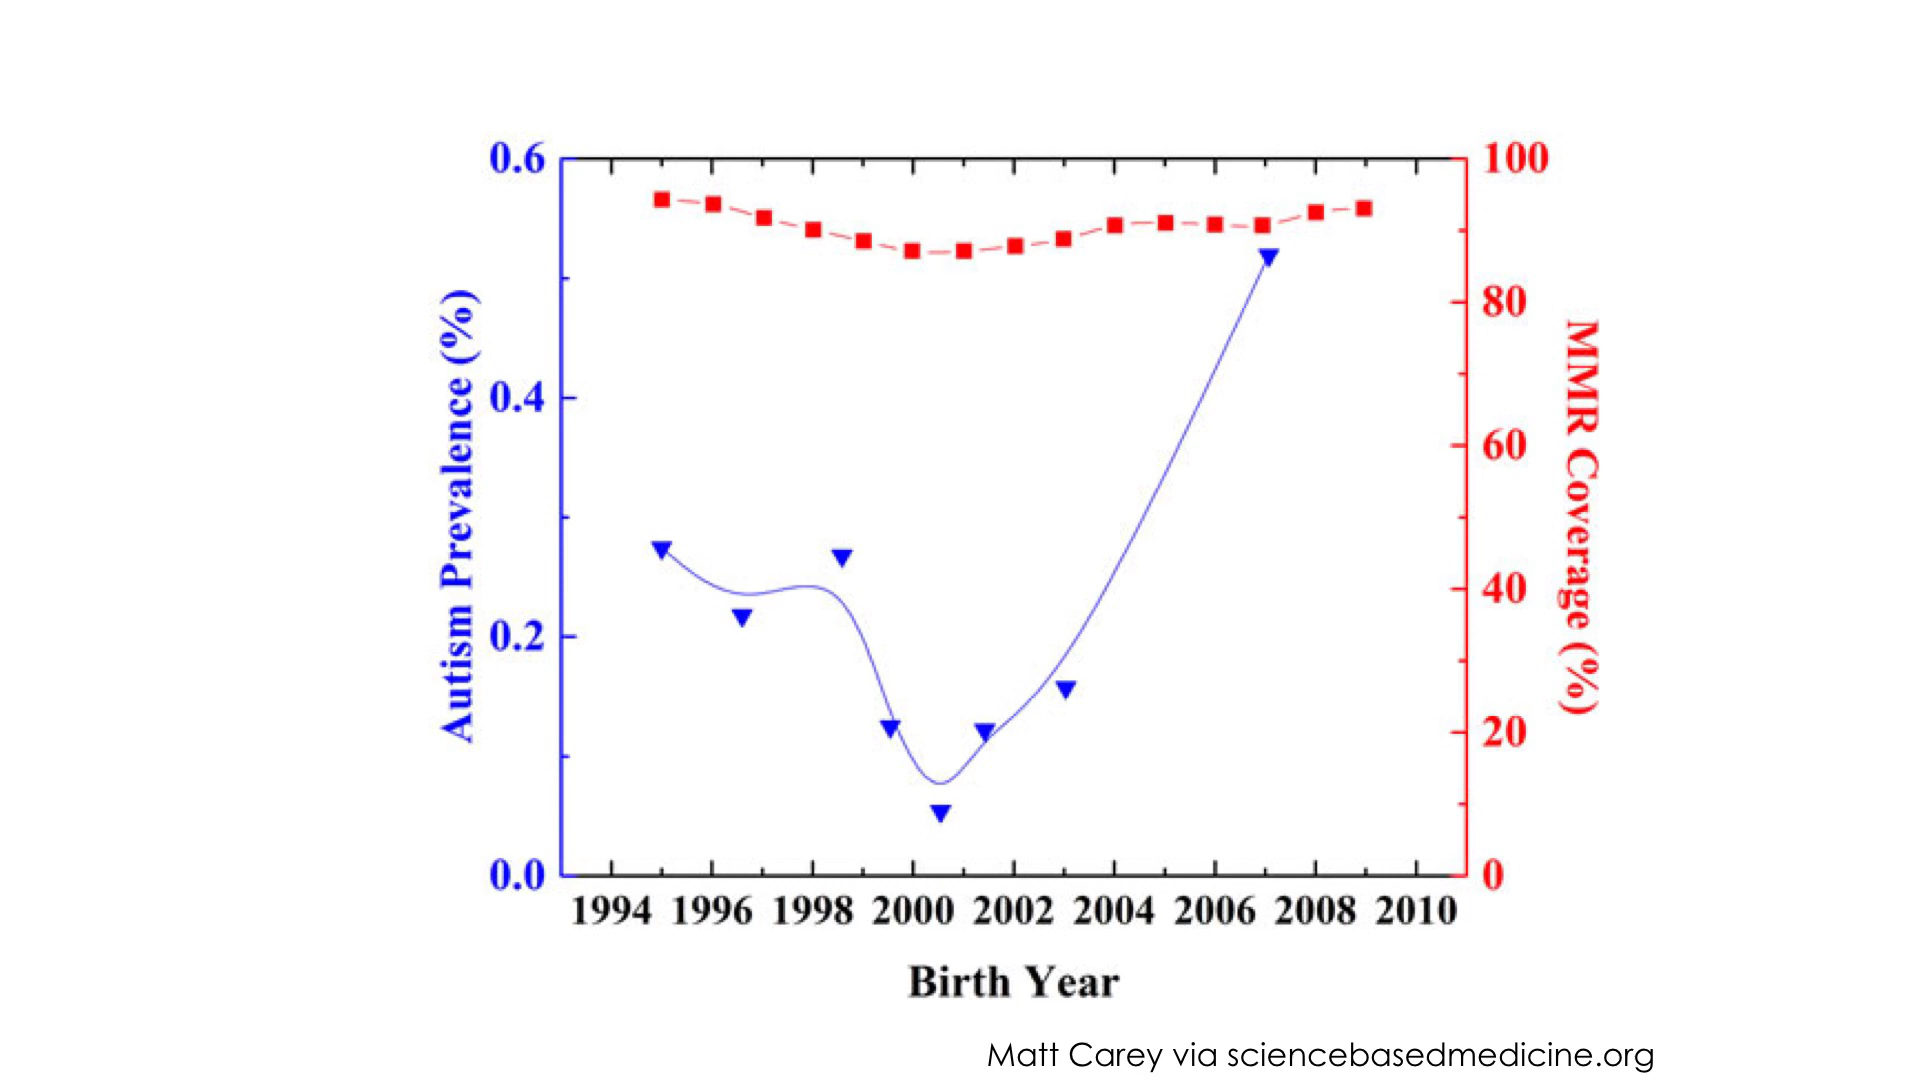 0.6
0.4
0.2
0.0
Autism Prevalence (%)
100
80
60
40
20
0
MMR Coverage (%)
1994 1996 1998 2000 2002 2004 2006 2008 2010
Birth Year
Matt Carey via sciencebasedmedicine.org